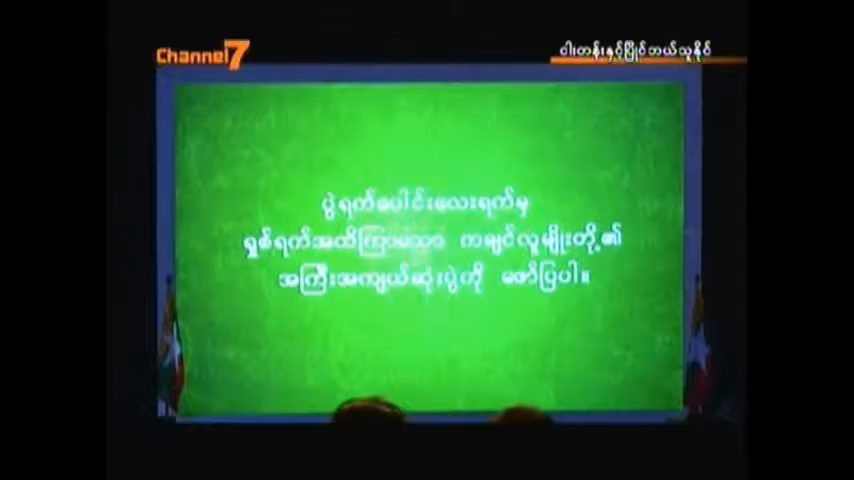 Channel 7
ငါးတန်းနှင့်ပြိုင်ဘယ်သူနိုင်
ပွဲရက်ပေါင်းလေးရက်မှ
ရှစ်ရက်အထိကြာသော ကချင်လူမျိုးတို့၏
အကြီးအကျယ်ဆုံးပွဲကို ဖော်ပြပါ။